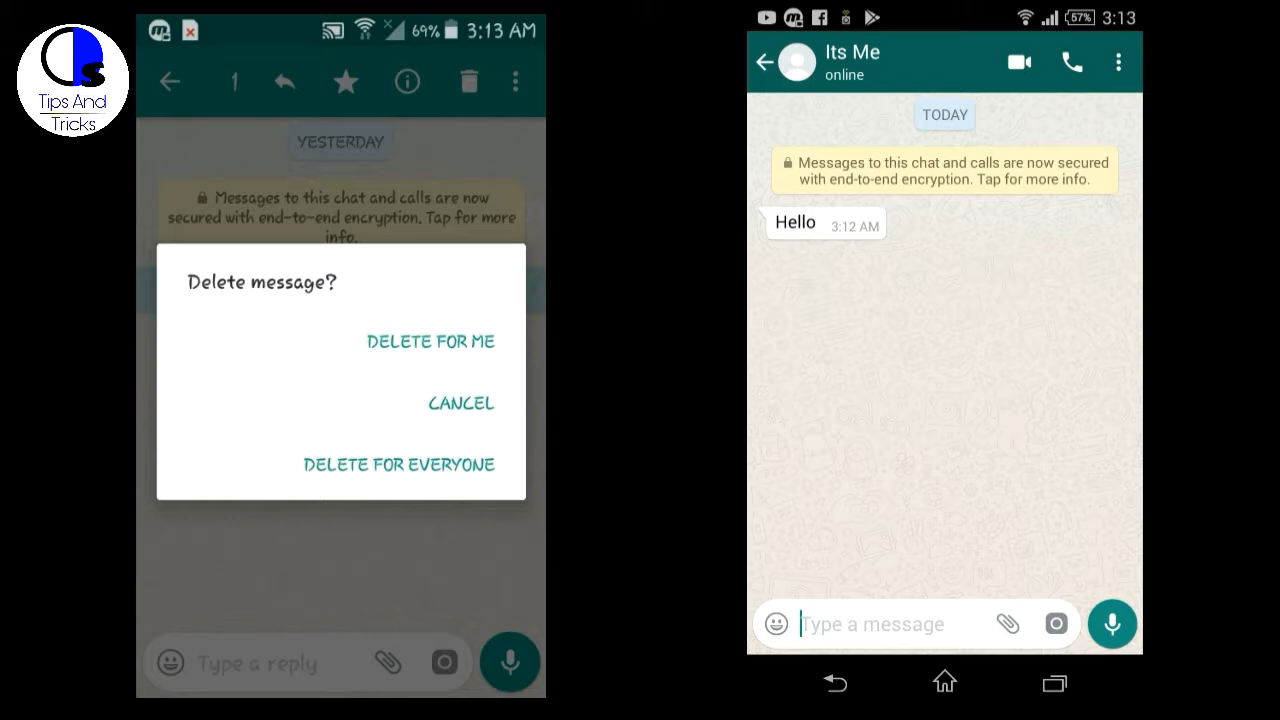 Tips And
Tricks
69% 3:13 AM
1
YESTERDAY
Messages to this chat and calls are now
secured with end-to-end encryption. Tap for more
info.
Delete message?
DELETE FOR ME
CANCEL
DELETE FOR EVERYONE
Type a reply
57% 3:13
Its Me
online
TODAY
Messages to this chat and calls are now secured
with end-to-end encryption. Tap for more info.
Hello 3:12 AM
Type a message